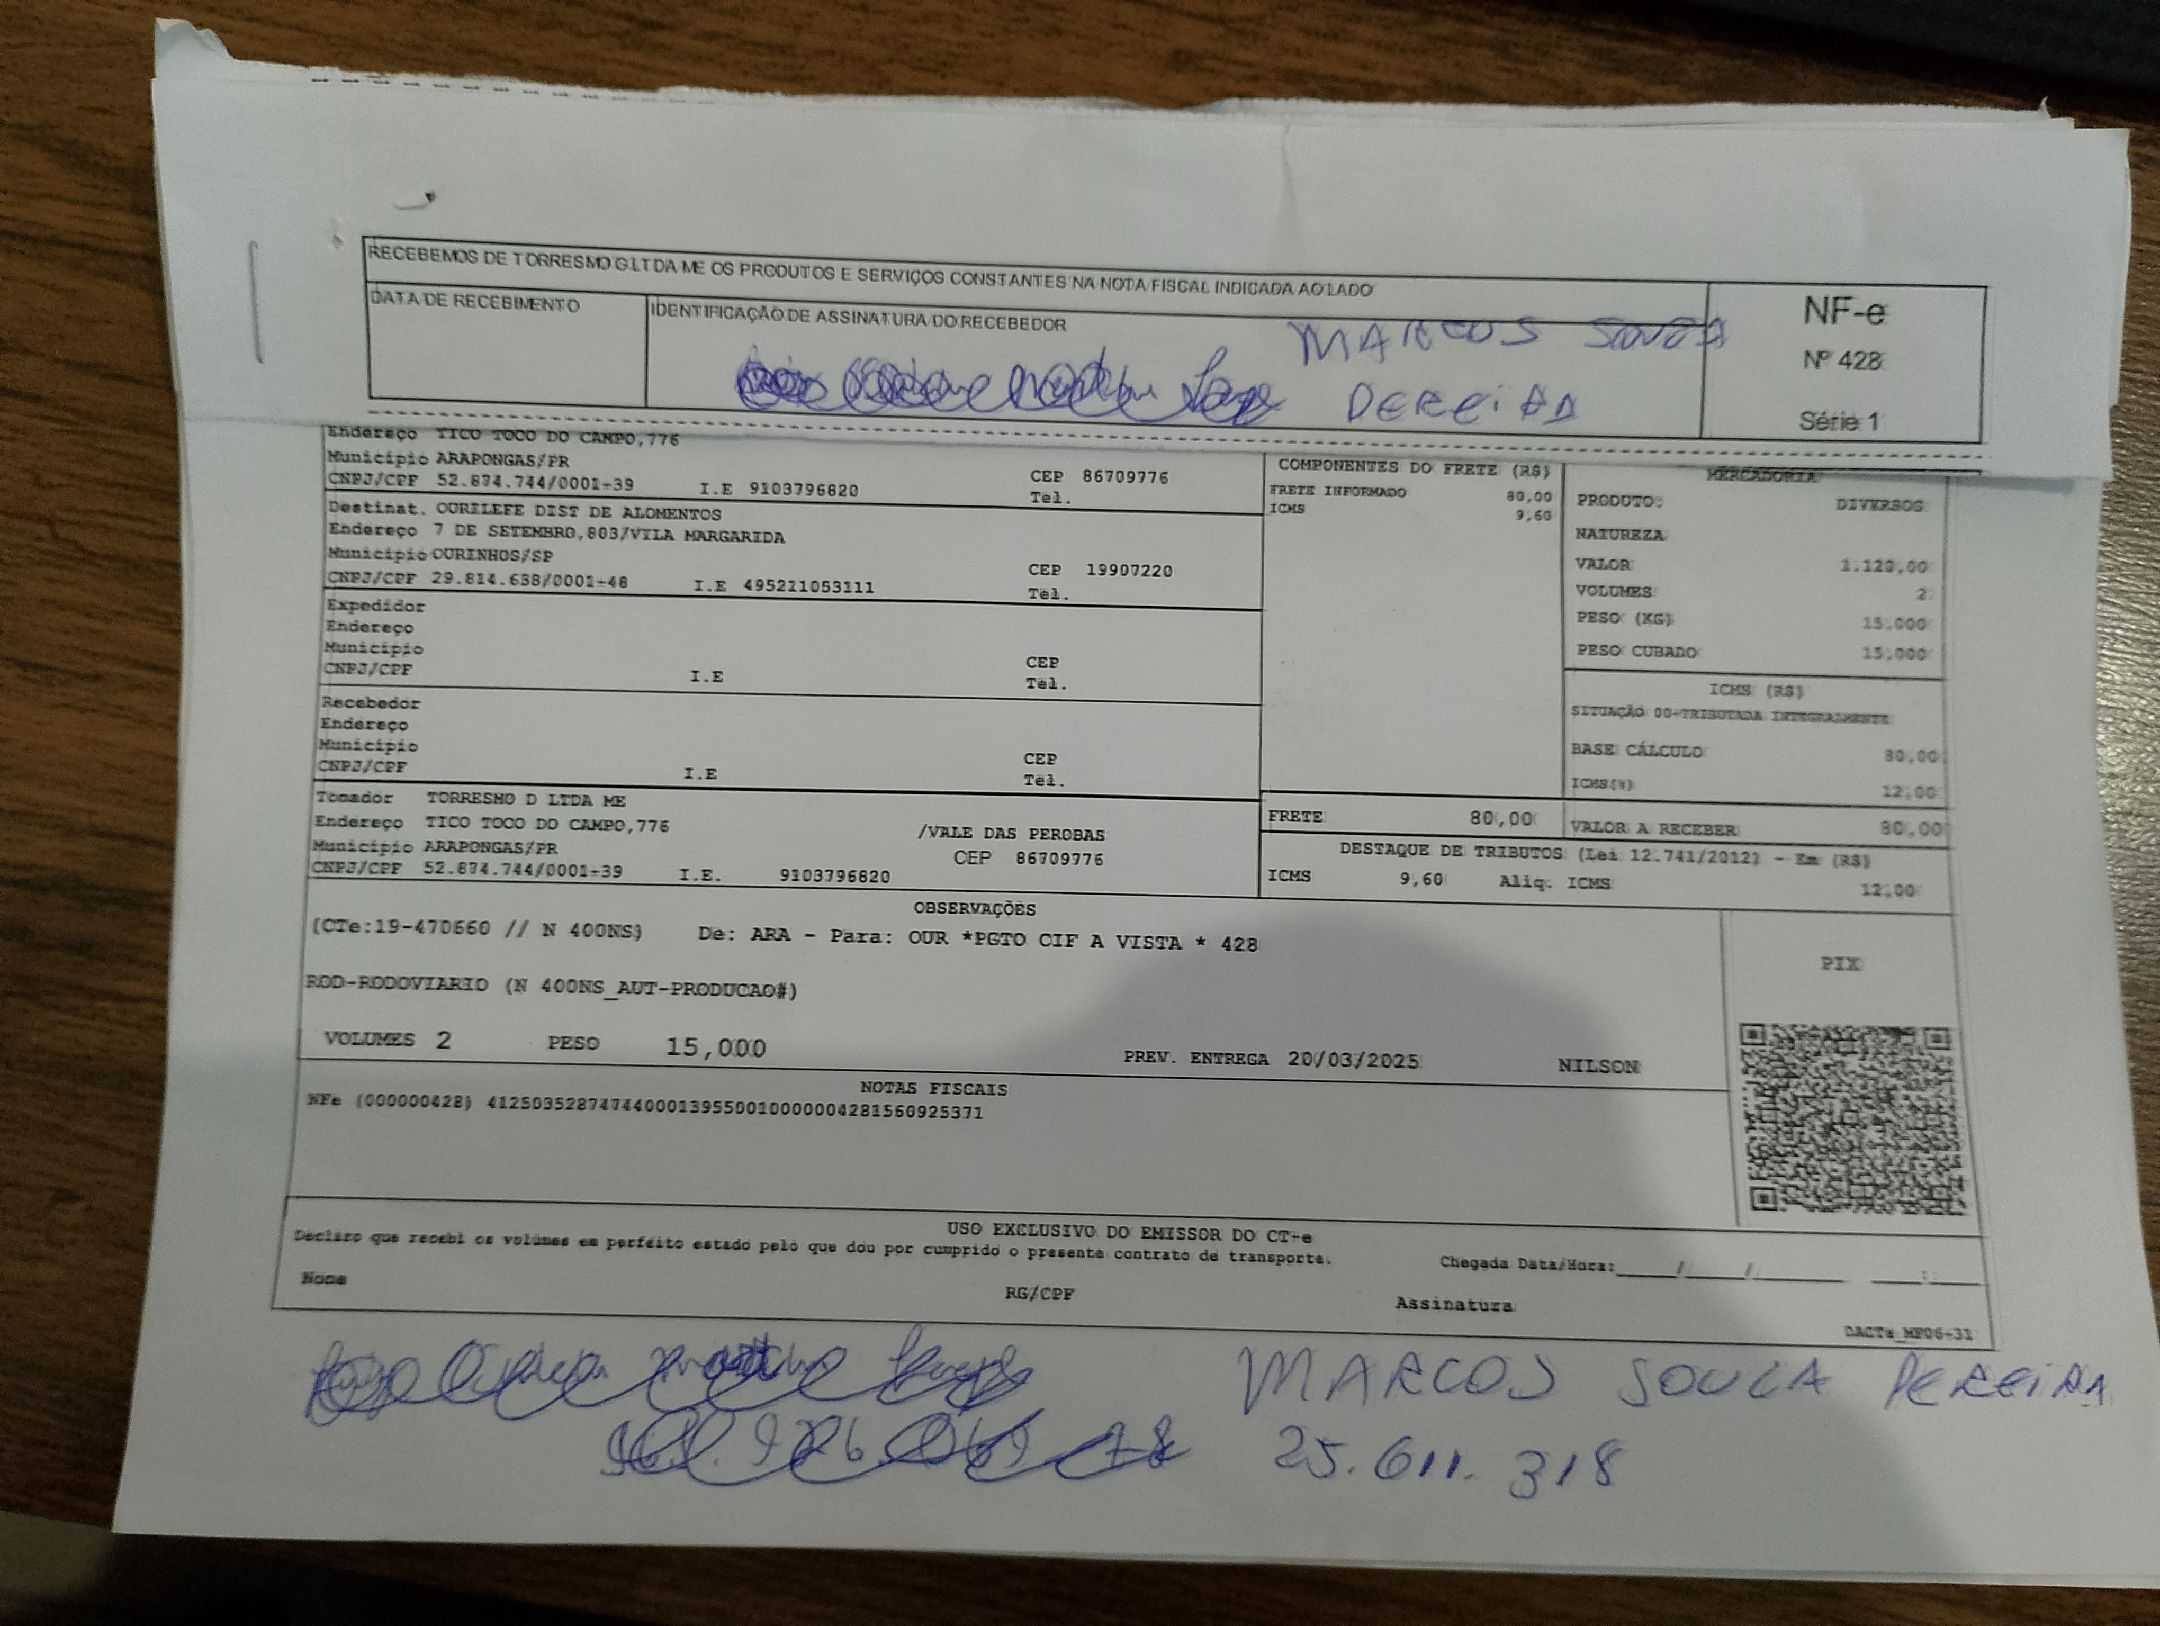 RECEBEMOS DE TORRESMO G LTDA ME OS PRODUTOS E SERVIÇOS CONSTANTES NA NOTA FISCAL INDICADA AO LADO
DATA DE RECEBIMENTO
IDENTIFICAÇÃO DE ASSINATURA DO RECEBEDOR
MARCOS SOUZA
PEREIRA
NF-e
Nº 428
Série 1
Endereço TICO TOCO DO CAMPO,776
Município ARAPONGAS/PR CEP 86709776
CNPJ/CPF 52.874.744/0001-39 I.E 9103796820 Tel.
Destinat. OURILEFE DIST DE ALOMENTOS
Endereço 7 DE SETEMBRO,803/VILA MARGARIDA
Município OURINHOS/SP CEP 19907220
CNPJ/CPF 29.814.638/0001-48 I.E 495211053111 Tel.
Expedidor
Endereço
Município CEP
CNPJ/CPF I.E Tel.
Recebedor
Endereço
Município CEP
CNPJ/CPF I.E Tel.
Tomador TORRESMO D LTDA ME
Endereço TICO TOCO DO CAMPO,776 /VALE DAS PEROBAS
Município ARAPONGAS/PR CEP 86709776
CNPJ/CPF 52.874.744/0001-39 I.E. 9103796820
COMPONENTES DO FRETE (R$)
FRETE INFORMADO 80,00
ICMS 9,60
MERCADORIA
PRODUTO: DIVERSOS
NATUREZA
VALOR 1.120,00
VOLUMES 2
PESO (KG) 15,000
PESO CUBADO 15,000
ICMS (R$)
SITUAÇÃO 00-TRIBUTADA INTEGRALMENTE
BASE CÁLCULO 80,00
ICMS(%) 12,00
FRETE 80,00 VALOR A RECEBER 80,00
DESTAQUE DE TRIBUTOS (Lei 12.741/2012) - Em (R$)
ICMS 9,60 Aliq. ICMS 12,00
OBSERVAÇÕES
(CTe:19-470660 // N 400NS) De: ARA - Para: OUR *PGTO CIF A VISTA * 428
ROD-RODOVIARIO (N 400NS_AUT-PRODUCAO#)
VOLUMES 2 PESO 15,000 PREV. ENTREGA 20/03/2025 NILSON
PIX
NOTAS FISCAIS
NFe (000000428) 41250352874744000139550010000004281560925371
USO EXCLUSIVO DO EMISSOR DO CT-e
Declaro que recebi os volumes em perfeito estado pelo que dou por cumprido o presente contrato de transporte. Chegada Data/Hora:_____/_____/________ ____:____
Nome RG/CPF Assinatura
DACTe_MP06-31
MARCOS SOUZA PEREIRA
25.611.318